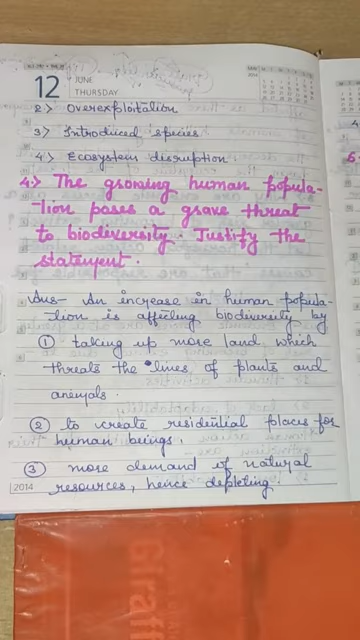 12
JUNE
THURSDAY
2014
2> Overexploitation
3> Introduced species
4> Ecosystem disruption
4.> The growing human popula-
-tion poses a grave threat
to biodiversity. Justify the
statement.
Ans- An increase in human popula-
-tion is affecting biodiversity by
① taking up more land which
threats the lines of plants and
anemals.
② to create residential places for
human beings.
③ more demand of natural
resources, hence depleting
2014